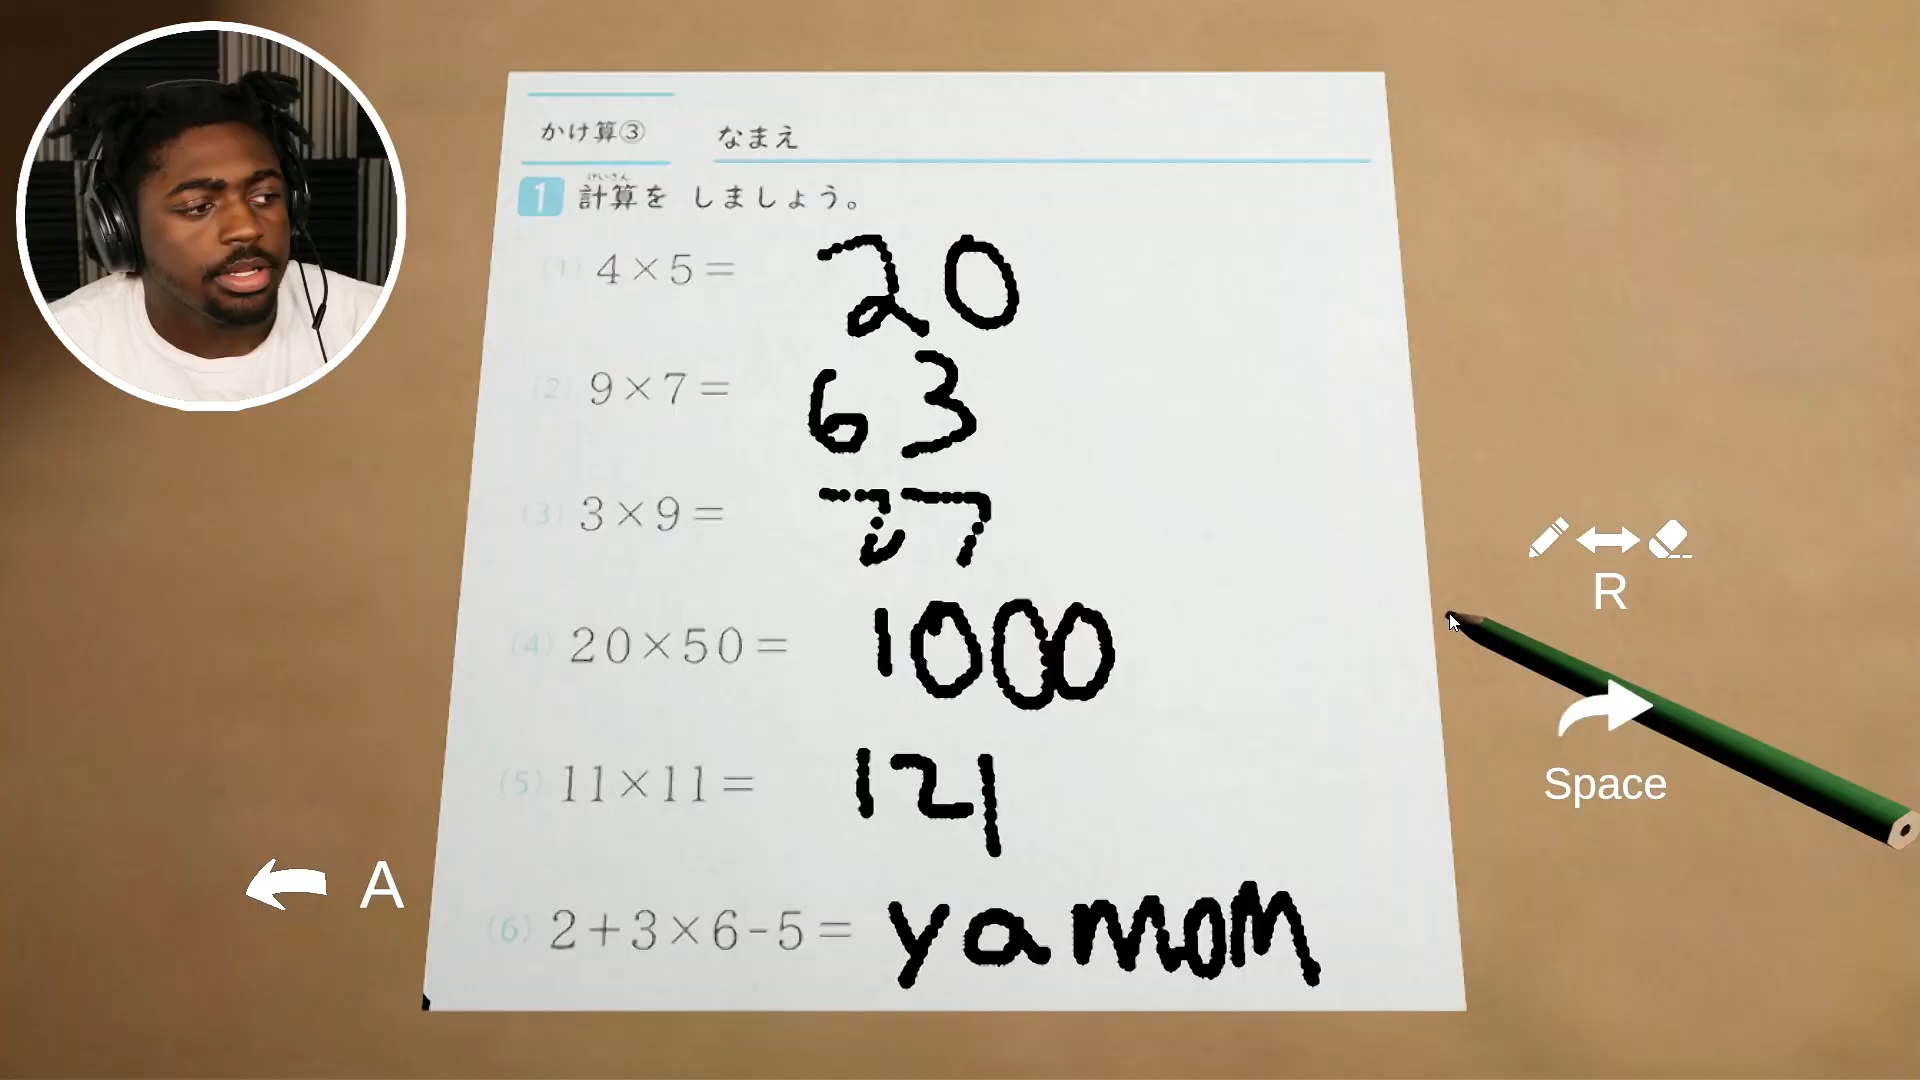 かけ算③ なまえ
けいさん
1 計算を しましょう。
(1) 4×5= 20
(2) 9×7= 63
(3) 3×9= 27
(4) 20×50= 1000
(5) 11×11= 121
(6) 2+3×6-5= ya moM
R
Space
A